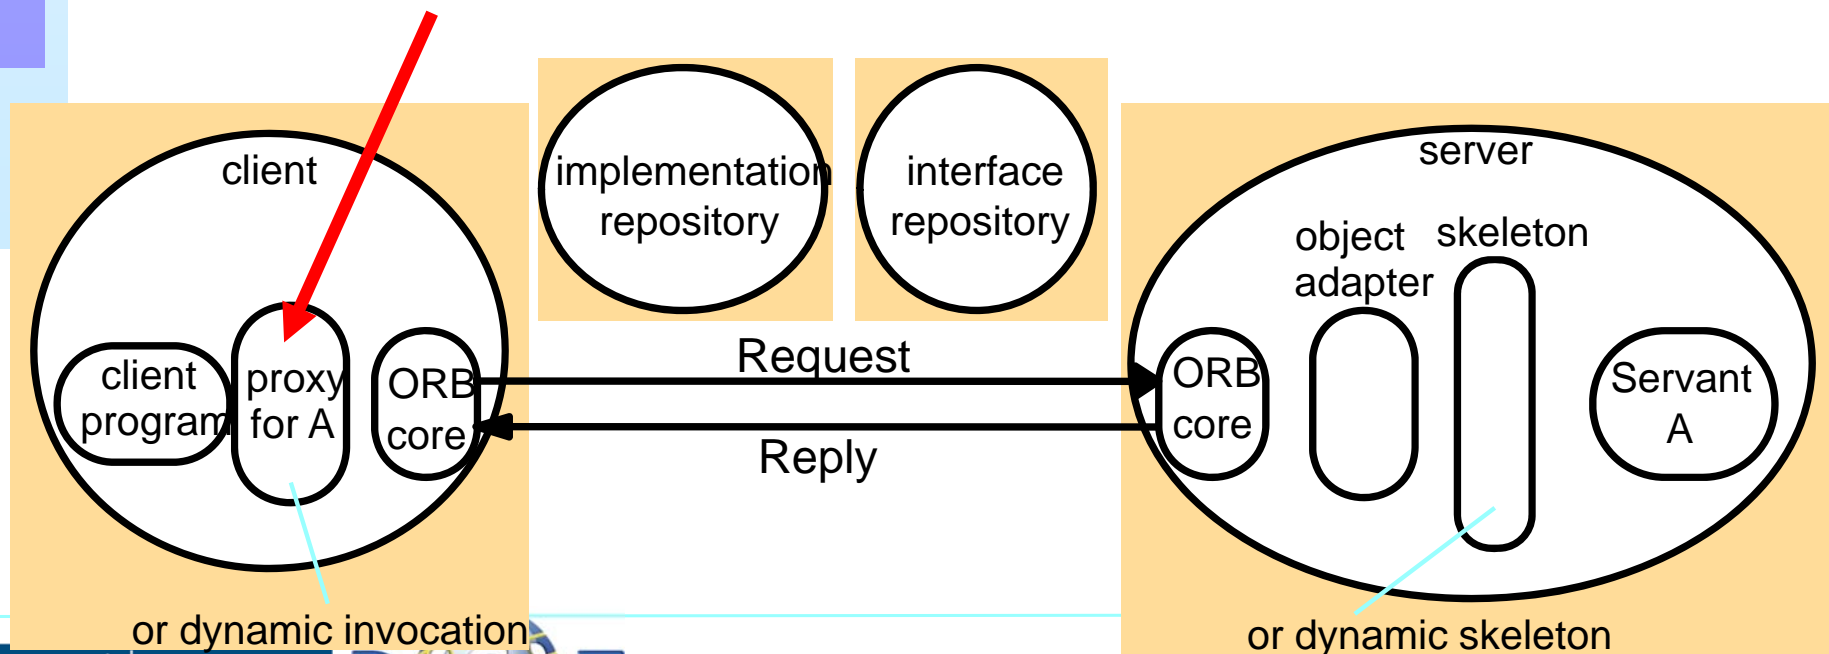 client
client
program
proxy
for A
ORB
core
or dynamic invocation
implementation
repository
interface
repository
Request
Reply
server
object
adapter
skeleton
ORB
core
Servant
A
or dynamic skeleton